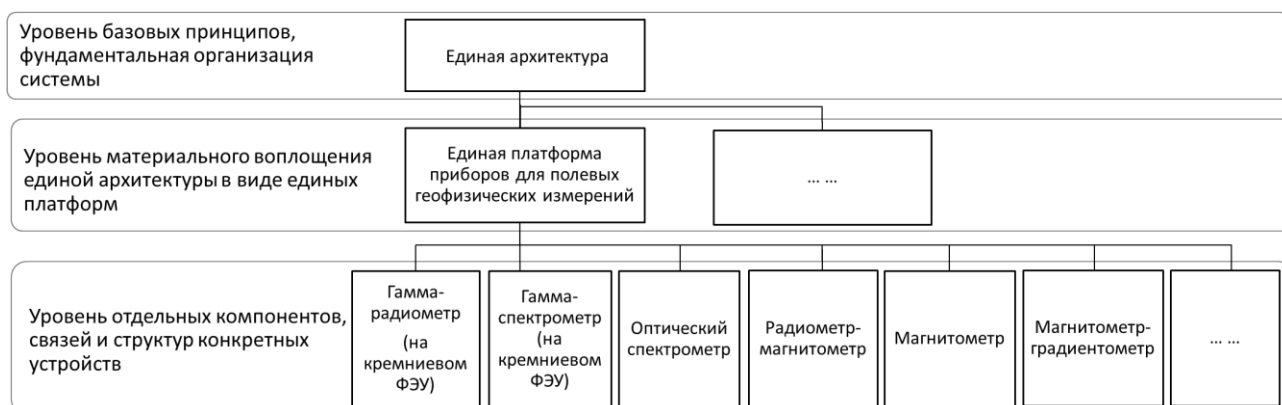 Уровень базовых принципов,
фундаментальная организация
системы
Единая архитектура
Уровень материального воплощения
единой архитектуры в виде единых
платформ
Единая платформа
приборов для полевых
геофизических измерений
... ...
Уровень отдельных компонентов,
связей и структур конкретных
устройств
Гамма-
радиометр
(на
кремниевом
ФЭУ)
Гамма-
спектрометр
(на
кремниевом
ФЭУ)
Оптический
спектрометр
Радиометр-
магнитометр
Магнитометр
Магнитометр-
градиентометр
... ...